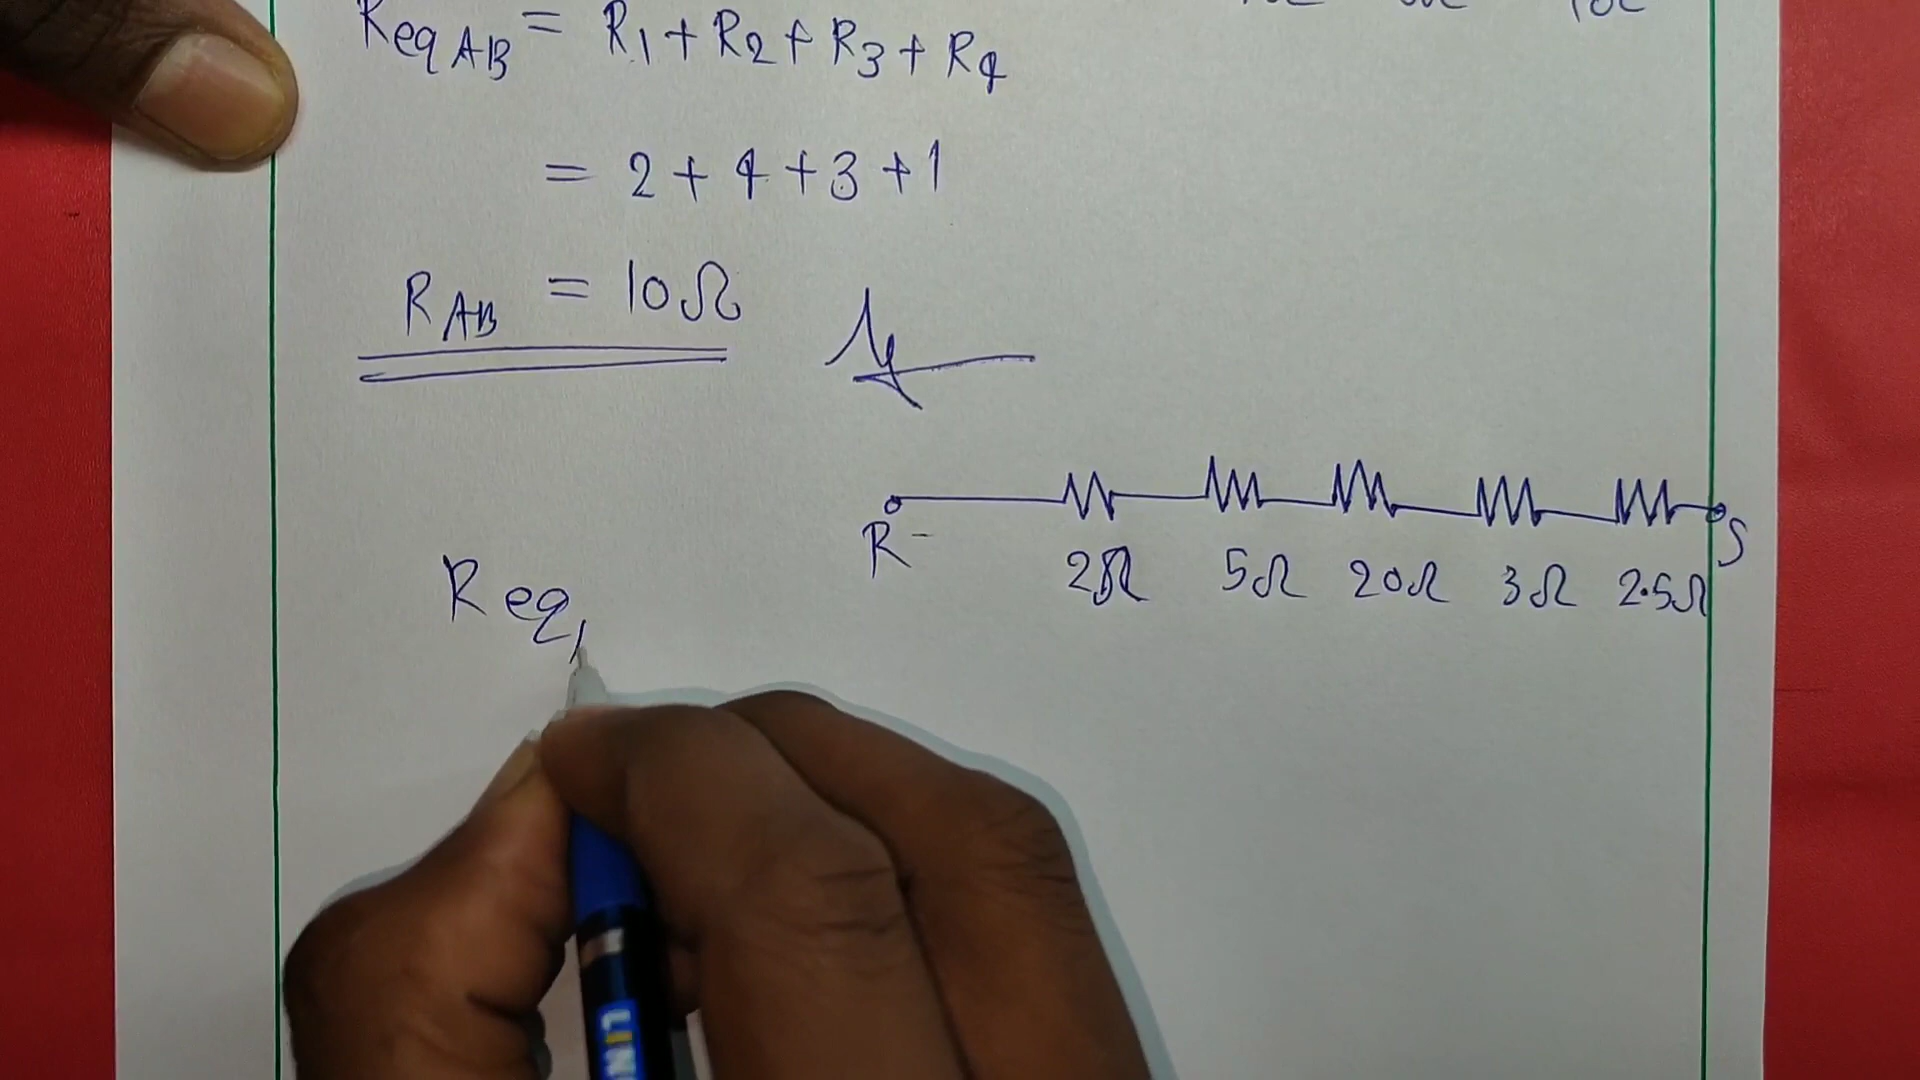 Req AB = R1 + R2 + R3 + R4
= 2 + 4 + 3 + 1
RAB = 10Ω
R S
2Ω 5Ω 20Ω 3Ω 2.5Ω
Req
LIN